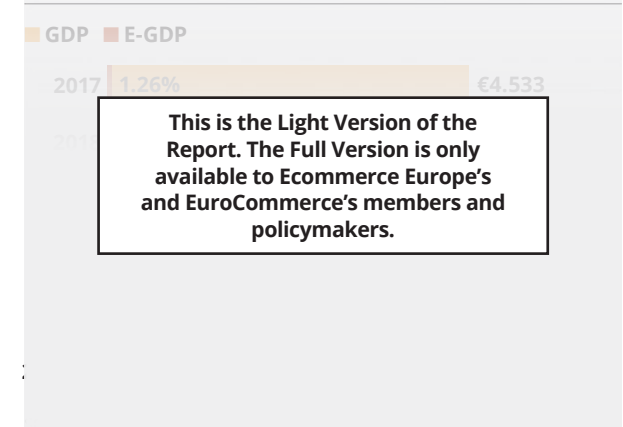 GDP E-GDP
2017 1.26% €4.533
This is the Light Version of the
Report. The Full Version is only
available to Ecommerce Europe’s
and EuroCommerce’s members and
policymakers.